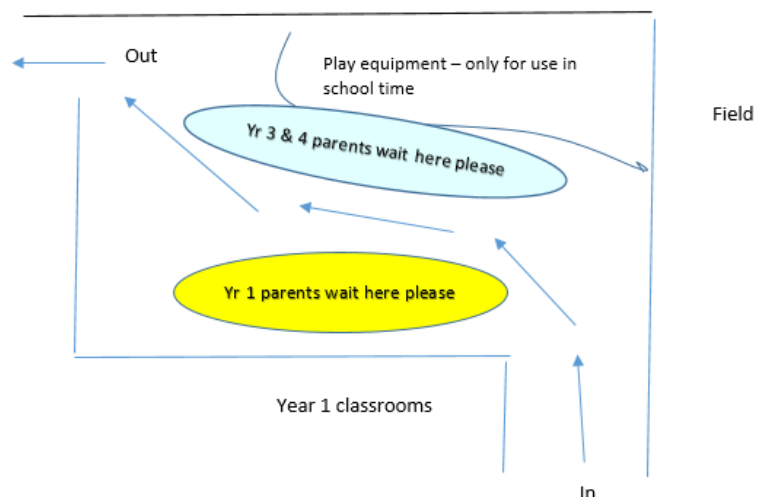 Out
Play equipment – only for use in
school time
Field
Yr 3 & 4 parents wait here please
Yr 1 parents wait here please
Year 1 classrooms
In